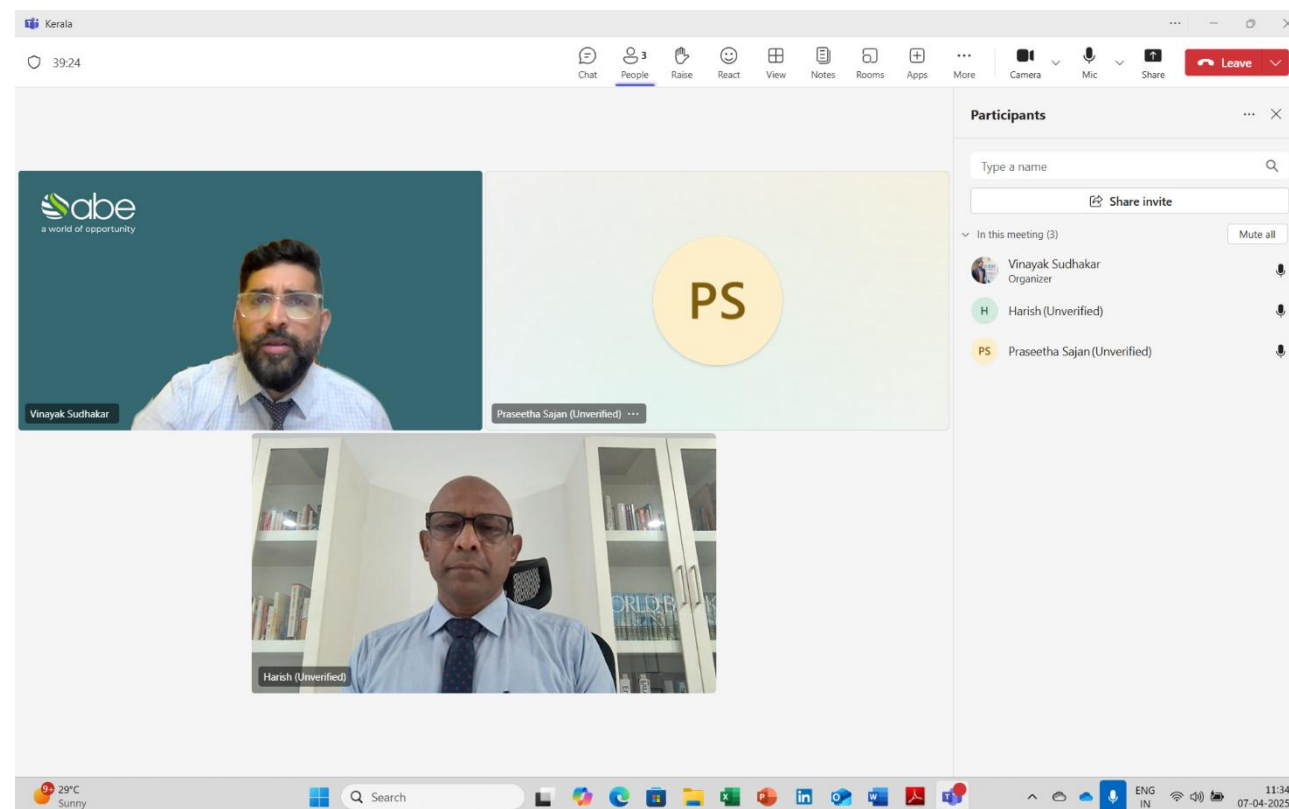 Kerala
39:24
Chat
People
3
Raise
React
View
Notes
Rooms
Apps
More
Camera
Mic
Share
Leave
Participants
Type a name
Share invite
In this meeting (3)
Mute all
Vinayak Sudhakar
Organizer
H
Harish (Unverified)
PS
Praseetha Sajan (Unverified)
abe
a world of opportunity
Vinayak Sudhakar
PS
Praseetha Sajan (Unverified)
WORLD B
Harish (Unverified)
9+
29°C
Sunny
Search
ENG
IN
11:34
07-04-2025